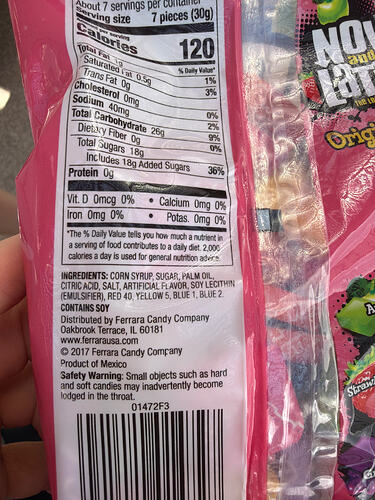 About 7 servings per container
Serving size 7 pieces (30g)
per serving
Calories 120
% Daily Value*
Total Fat 1g 1%
Saturated Fat 0.5g 3%
Trans Fat 0g
Cholesterol 0mg 0%
Sodium 40mg 2%
Total Carbohydrate 26g 9%
Dietary Fiber 0g 0%
Total Sugars 18g
Includes 18g Added Sugars 36%
Protein 0g
Vit. D 0mcg 0% • Calcium 0mg 0%
Iron 0mg 0% • Potas. 0mg 0%
*The % Daily Value tells you how much a nutrient in
a serving of food contributes to a daily diet. 2,000
calories a day is used for general nutrition advice.
INGREDIENTS: CORN SYRUP, SUGAR, PALM OIL,
CITRIC ACID, SALT, ARTIFICIAL FLAVOR, SOY LECITHIN
(EMULSIFIER), RED 40, YELLOW 5, BLUE 1, BLUE 2.
CONTAINS SOY
Distributed by Ferrara Candy Company
Oakbrook Terrace, IL 60181
www.ferrarausa.com
© 2017 Ferrara Candy Company
Product of Mexico
Safety Warning: Small objects such as hard
and soft candies may inadvertently become
lodged in the throat.
01472F3
NOW
and
LATE
Orig
Straw